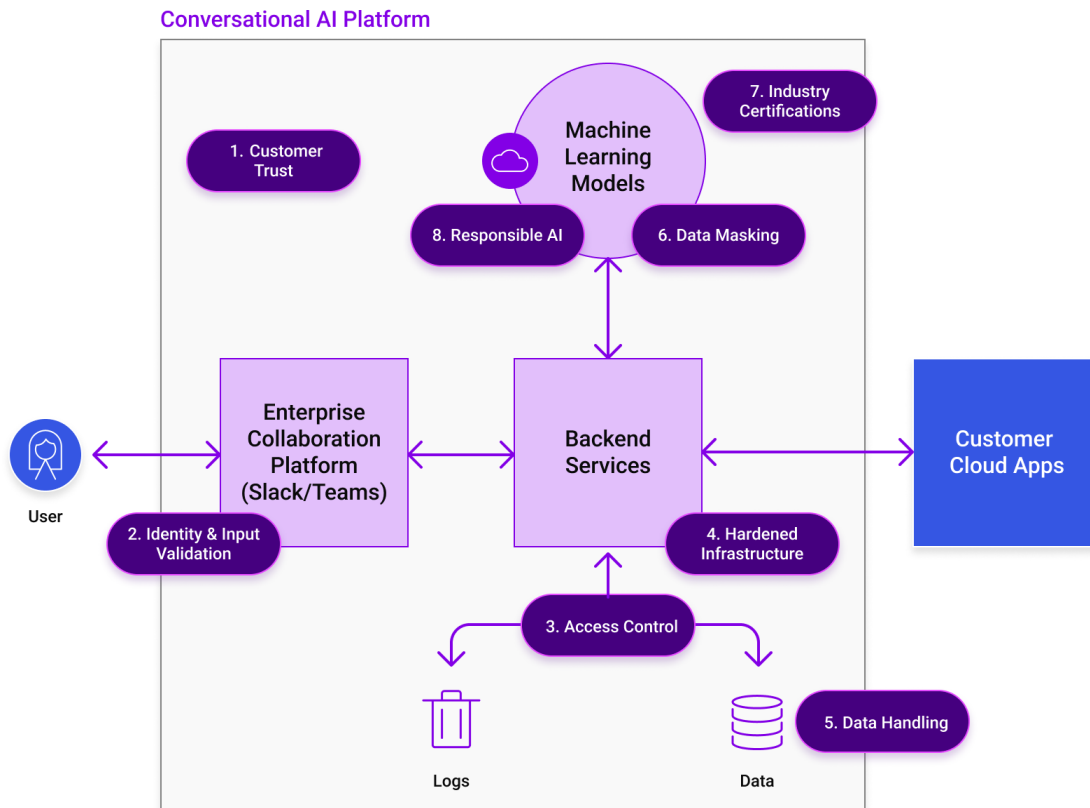 Conversational AI Platform
7. Industry
Certifications
Machine
Learning
Models
1. Customer
Trust
8. Responsible AI
6. Data Masking
Enterprise
Collaboration
Platform
(Slack/Teams)
Backend
Services
Customer
Cloud Apps
User
2. Identity & Input
Validation
4. Hardened
Infrastructure
3. Access Control
5. Data Handling
Logs
Data